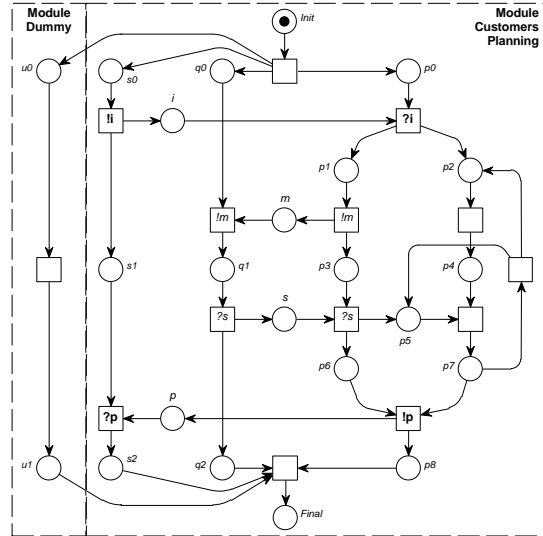 Module
Dummy
Init
Module
Customers
Planning
u0
s0
q0
p0
i
!i
?i
p1
p2
m
!m
!m
s1
q1
p3
p4
s
?s
?s
p5
p6
p7
p
?p
!p
u1
s2
q2
p8
Final